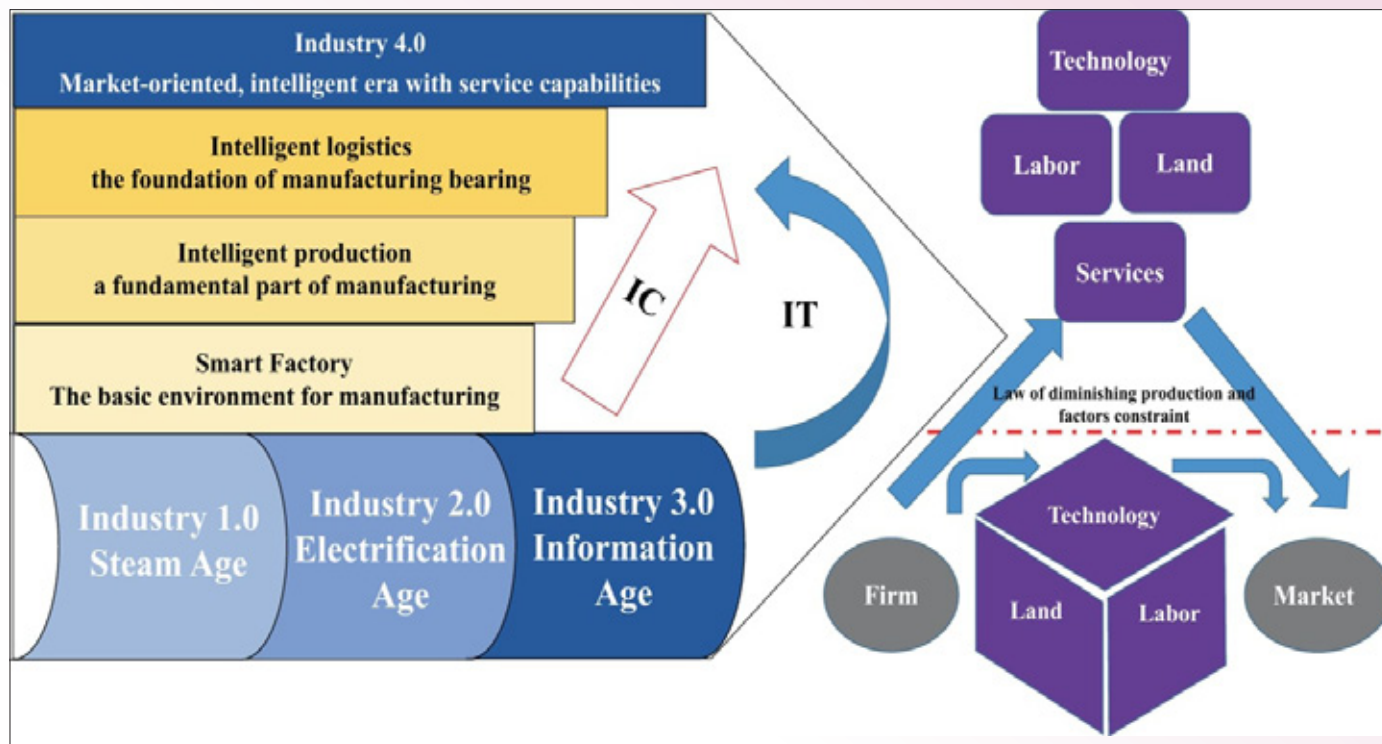 Industry 4.0
Market-oriented, intelligent era with service capabilities
Intelligent logistics
the foundation of manufacturing bearing
Intelligent production
a fundamental part of manufacturing
Smart Factory
The basic environment for manufacturing
Industry 1.0
Steam Age
Industry 2.0
Electrification
Age
Industry 3.0
Information
Age
IC
IT
Technology
Labor
Land
Services
Law of diminishing production and
factors constraint
Technology
Land
Labor
Firm
Market